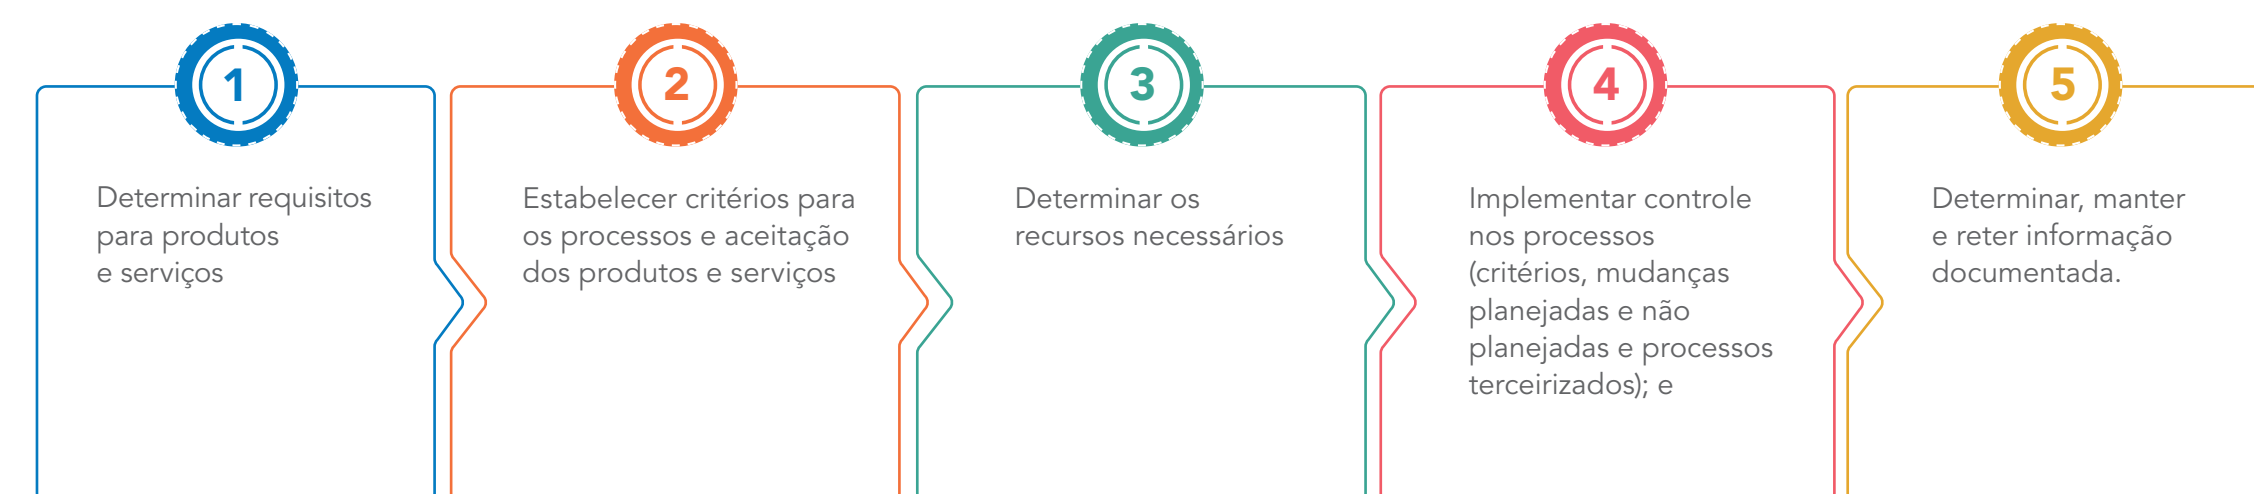 1
Determinar requisitos
para produtos
e serviços
2
Estabelecer critérios para
os processos e aceitação
dos produtos e serviços
3
Determinar os
recursos necessários
4
Implementar controle
nos processos
(critérios, mudanças
planejadas e não
planejadas e processos
terceirizados); e
5
Determinar, manter
e reter informação
documentada.